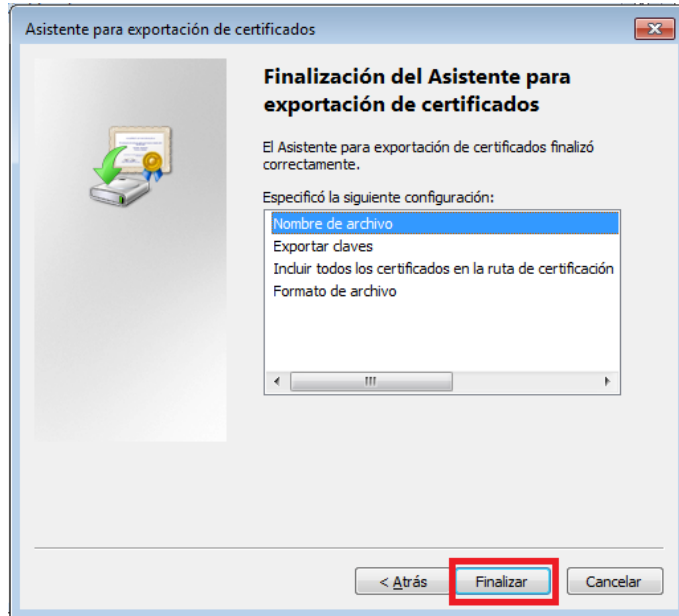 Asistente para exportación de certificados
Finalización del Asistente para
exportación de certificados
El Asistente para exportación de certificados finalizó
correctamente.
Especificó la siguiente configuración:
Nombre de archivo
Exportar claves
Incluir todos los certificados en la ruta de certificación
Formato de archivo
< Atrás
Finalizar
Cancelar